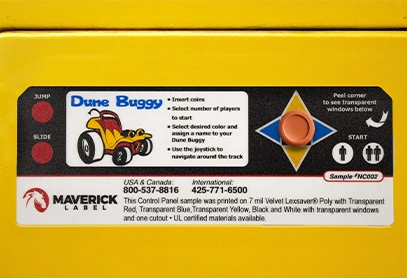 JUMP
SLIDE
Dune Buggy
• Insert coins
• Select number of players
to start
• Select desired color and
assign a name to your
Dune Buggy
• Use the joystick to
navigate around the track
Peel corner
to see transparent
windows below
START
Sample #NC002
MAVERICK
LABEL
USA & Canada:
800-537-8816
International:
425-771-6500
This Control Panel sample was printed on 7 mil Velvet Lexsaver® Poly with Transparent
Red, Transparent Blue, Transparent Yellow, Black and White with transparent windows
and one cutout • UL certified materials available.